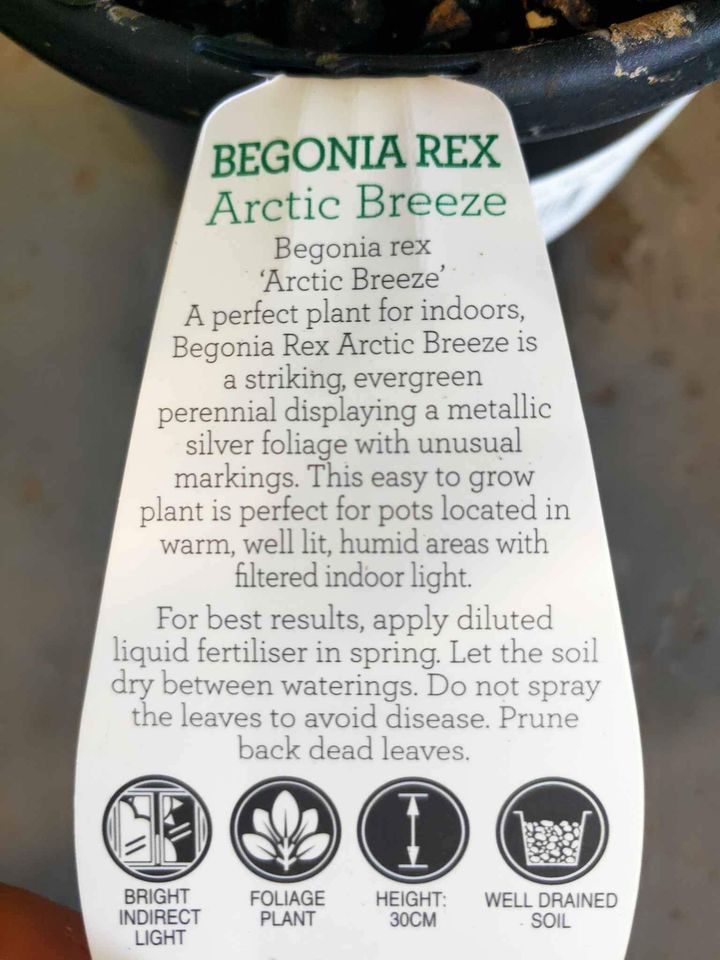 BEGONIA REX
Arctic Breeze
Begonia rex
‘Arctic Breeze’
A perfect plant for indoors,
Begonia Rex Arctic Breeze is
a striking, evergreen
perennial displaying a metallic
silver foliage with unusual
markings. This easy to grow
plant is perfect for pots located in
warm, well lit, humid areas with
filtered indoor light.
For best results, apply diluted
liquid fertiliser in spring. Let the soil
dry between waterings. Do not spray
the leaves to avoid disease. Prune
back dead leaves.
BRIGHT
INDIRECT
LIGHT
FOLIAGE
PLANT
HEIGHT:
30CM
WELL DRAINED
SOIL